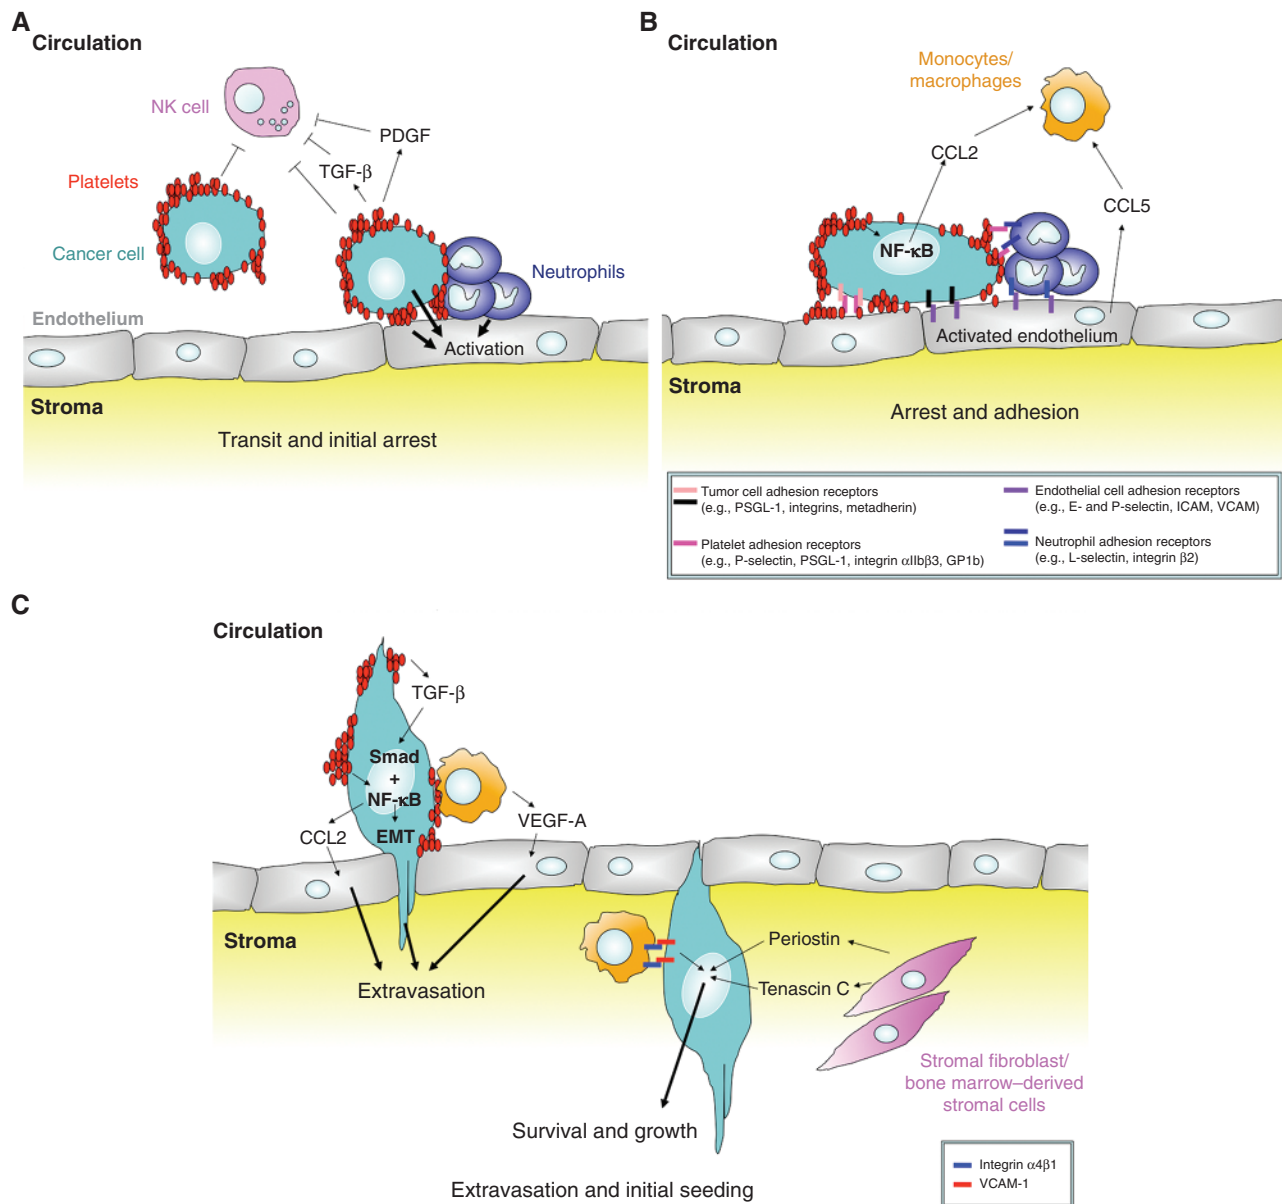 A
Circulation
NK cell
PDGF
TGF-β
Platelets
Cancer cell
Neutrophils
Endothelium
Activation
Stroma
Transit and initial arrest
B
Circulation
Monocytes/
macrophages
CCL2
CCL5
NF-κB
Activated endothelium
Stroma
Arrest and adhesion
Tumor cell adhesion receptors
(e.g., PSGL-1, integrins, metadherin)
Platelet adhesion receptors
(e.g., P-selectin, PSGL-1, integrin αIIbβ3, GP1b)
Endothelial cell adhesion receptors
(e.g., E- and P-selectin, ICAM, VCAM)
Neutrophil adhesion receptors
(e.g., L-selectin, integrin β2)
C
Circulation
TGF-β
Smad
+
NF-κB
EMT
CCL2
VEGF-A
Stroma
Extravasation
Periostin
Tenascin C
Stromal fibroblast/
bone marrow–derived
stromal cells
Survival and growth
Extravasation and initial seeding
Integrin α4β1
VCAM-1